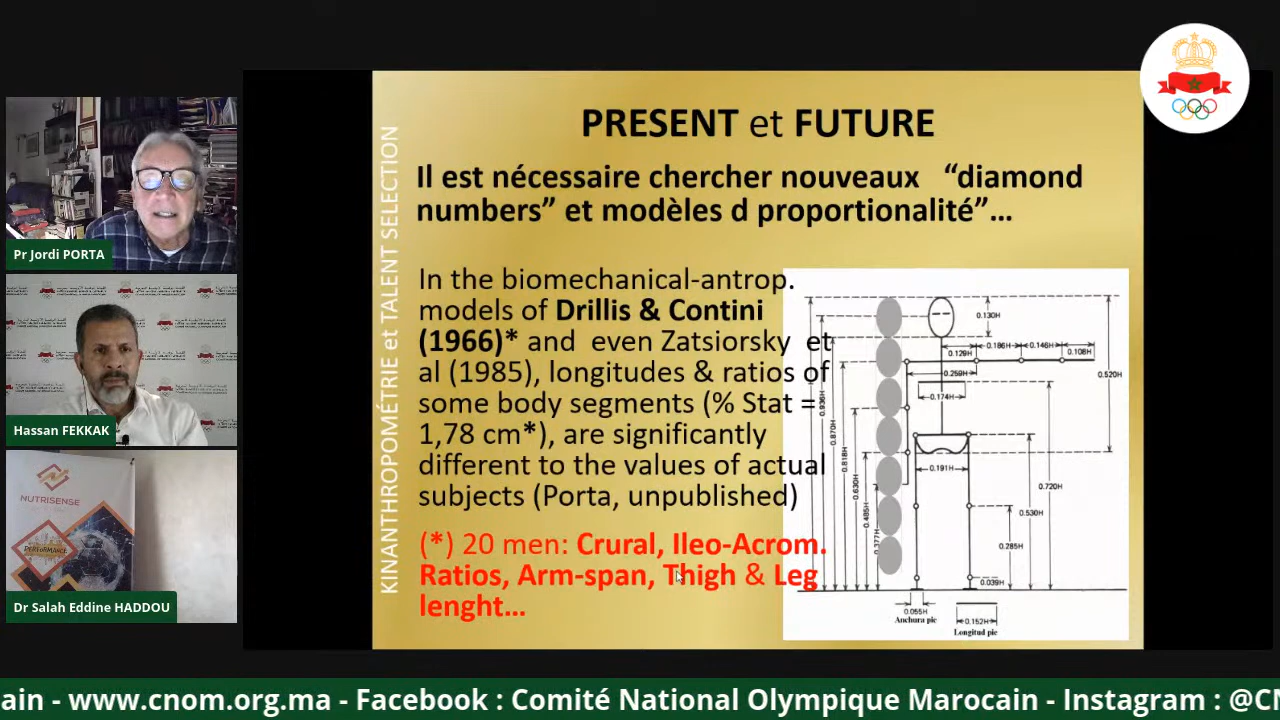 PRESENT et FUTURE
Il est nécessaire chercher nouveaux “diamond
numbers” et modèles d proportionalité”...
KINANTHROPOMÉTRIE et TALENT SELECTION
In the biomechanical-antrop.
models of Drillis & Contini
(1966)* and even Zatsiorsky et
al (1985), longitudes & ratios of
some body segments (% Stat =
1,78 cm*), are significantly
different to the values of actual
subjects (Porta, unpublished)
(*) 20 men: Crural, Ileo-Acrom.
Ratios, Arm-span, Thigh & Leg
lenght...
0.130H
0.186H
0.146H
0.108H
0.129H
0.259H
0.520H
0.174H
0.936H
0.870H
0.818H
0.630H
0.485H
0.377H
0.191H
0.720H
0.530H
0.285H
0.039H
0.055H
Anchura pie
0.152H
Longitud pie
Pr Jordi PORTA
Hassan FEKKAK
NUTRISENSE
PERFORMANCE
Dr Salah Eddine HADDOU
ain - www.cnom.org.ma - Facebook : Comité National Olympique Marocain - Instagram : @CN